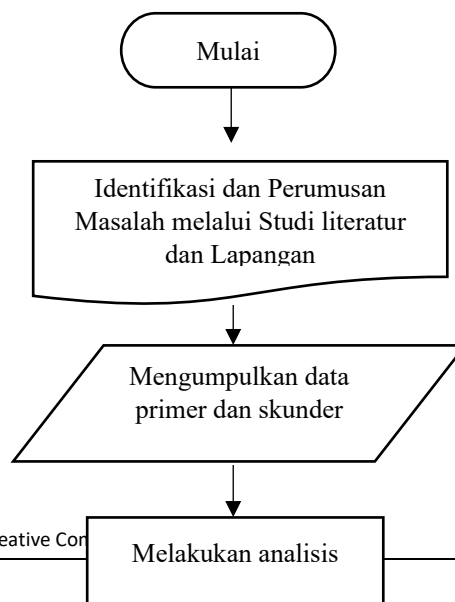 Mulai
Identifikasi dan Perumusan
Masalah melalui Studi literatur
dan Lapangan
Mengumpulkan data
primer dan skunder
Melakukan analisis